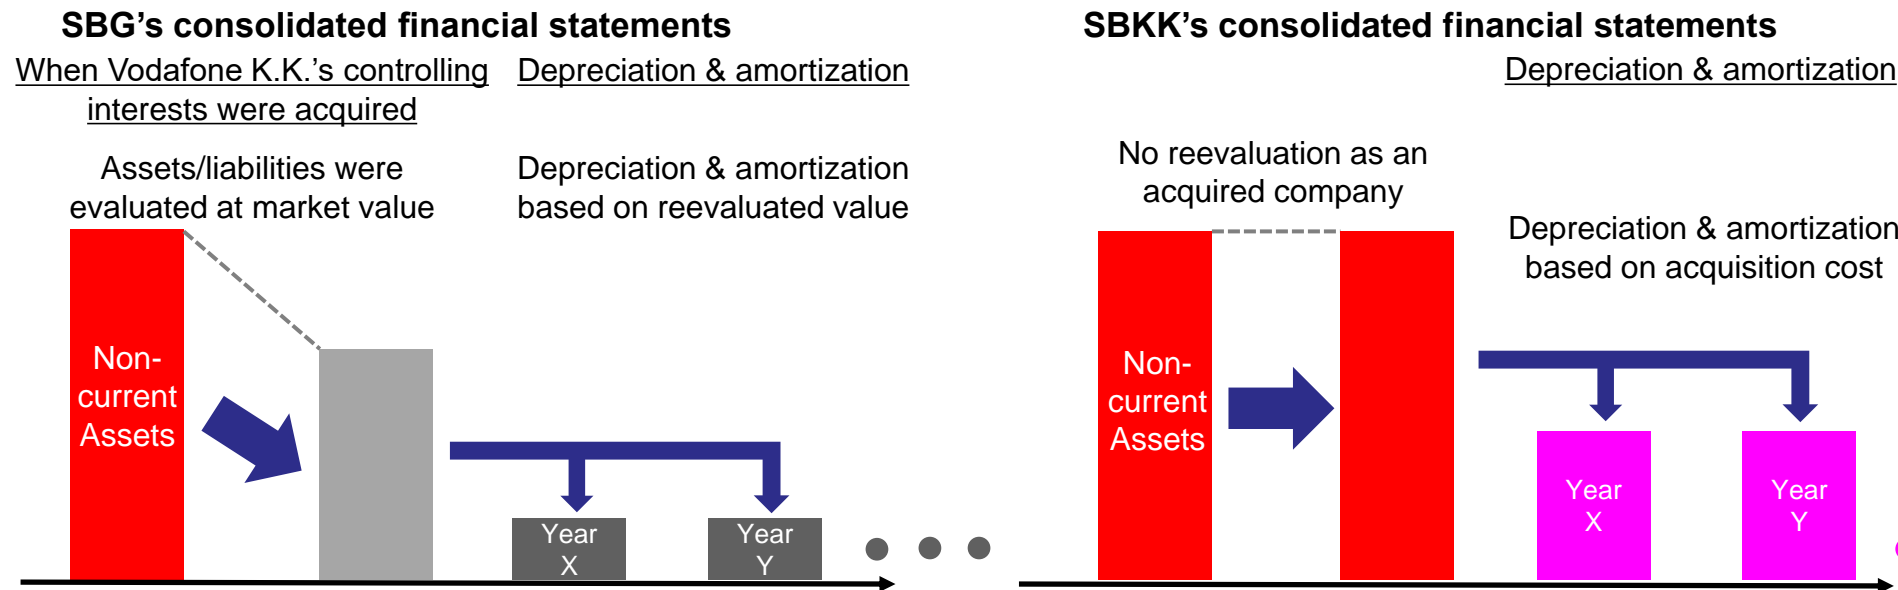 SBG's consolidated financial statements
When Vodafone K.K.'s controlling
interests were acquired
Depreciation & amortization
Assets/liabilities were
evaluated at market value
Depreciation & amortization
based on reevaluated value
Non-
current
Assets
Year
X
Year
Y
SBKK's consolidated financial statements
Depreciation & amortization
No reevaluation as an
acquired company
Depreciation & amortization
based on acquisition cost
Non-
current
Assets
Year
X
Year
Y